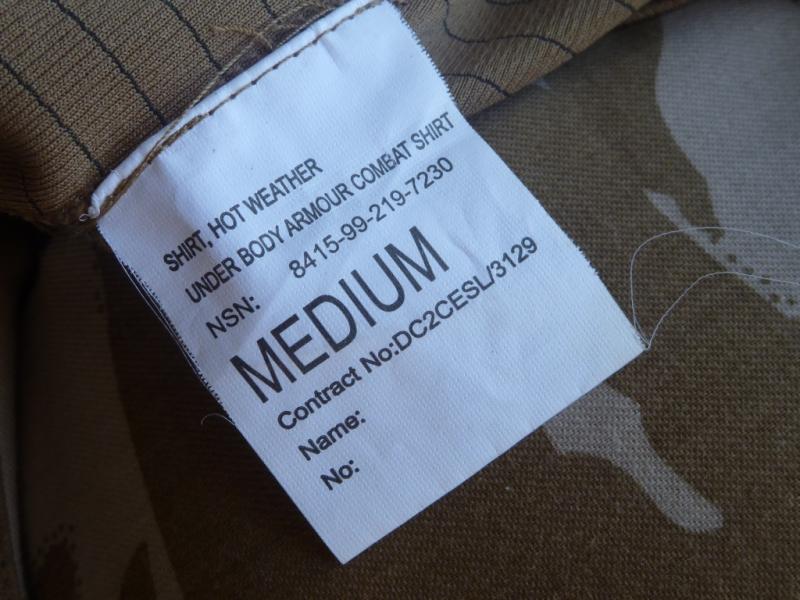 SHIRT, HOT WEATHER
UNDER BODY ARMOUR COMBAT SHIRT
NSN: 8415-99-219-7230
MEDIUM
Contract No:DC2CESL/3129
Name:
No: